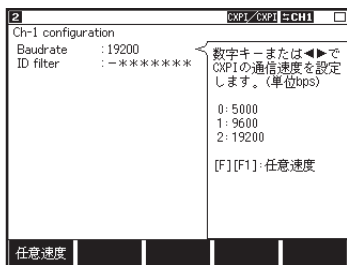 2 CXPI/CXPI ⇆CH1
Ch-1 configuration
Baudrate :19200
ID filter :-*******
数字キーまたは◀▶で
CXPIの通信速度を設定
します。(単位bps)
0:5000
1:9600
2:19200
[F][F1]:任意速度
任意速度